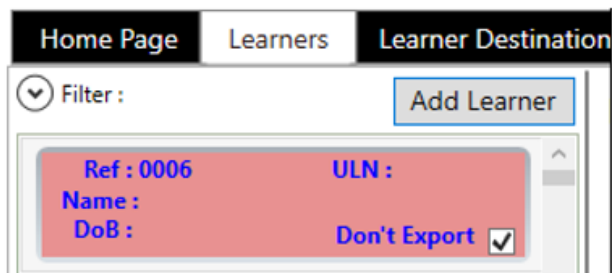 Home Page Learners Learner Destination
Filter : Add Learner
Ref : 0006 ULN :
Name :
DoB : Don't Export